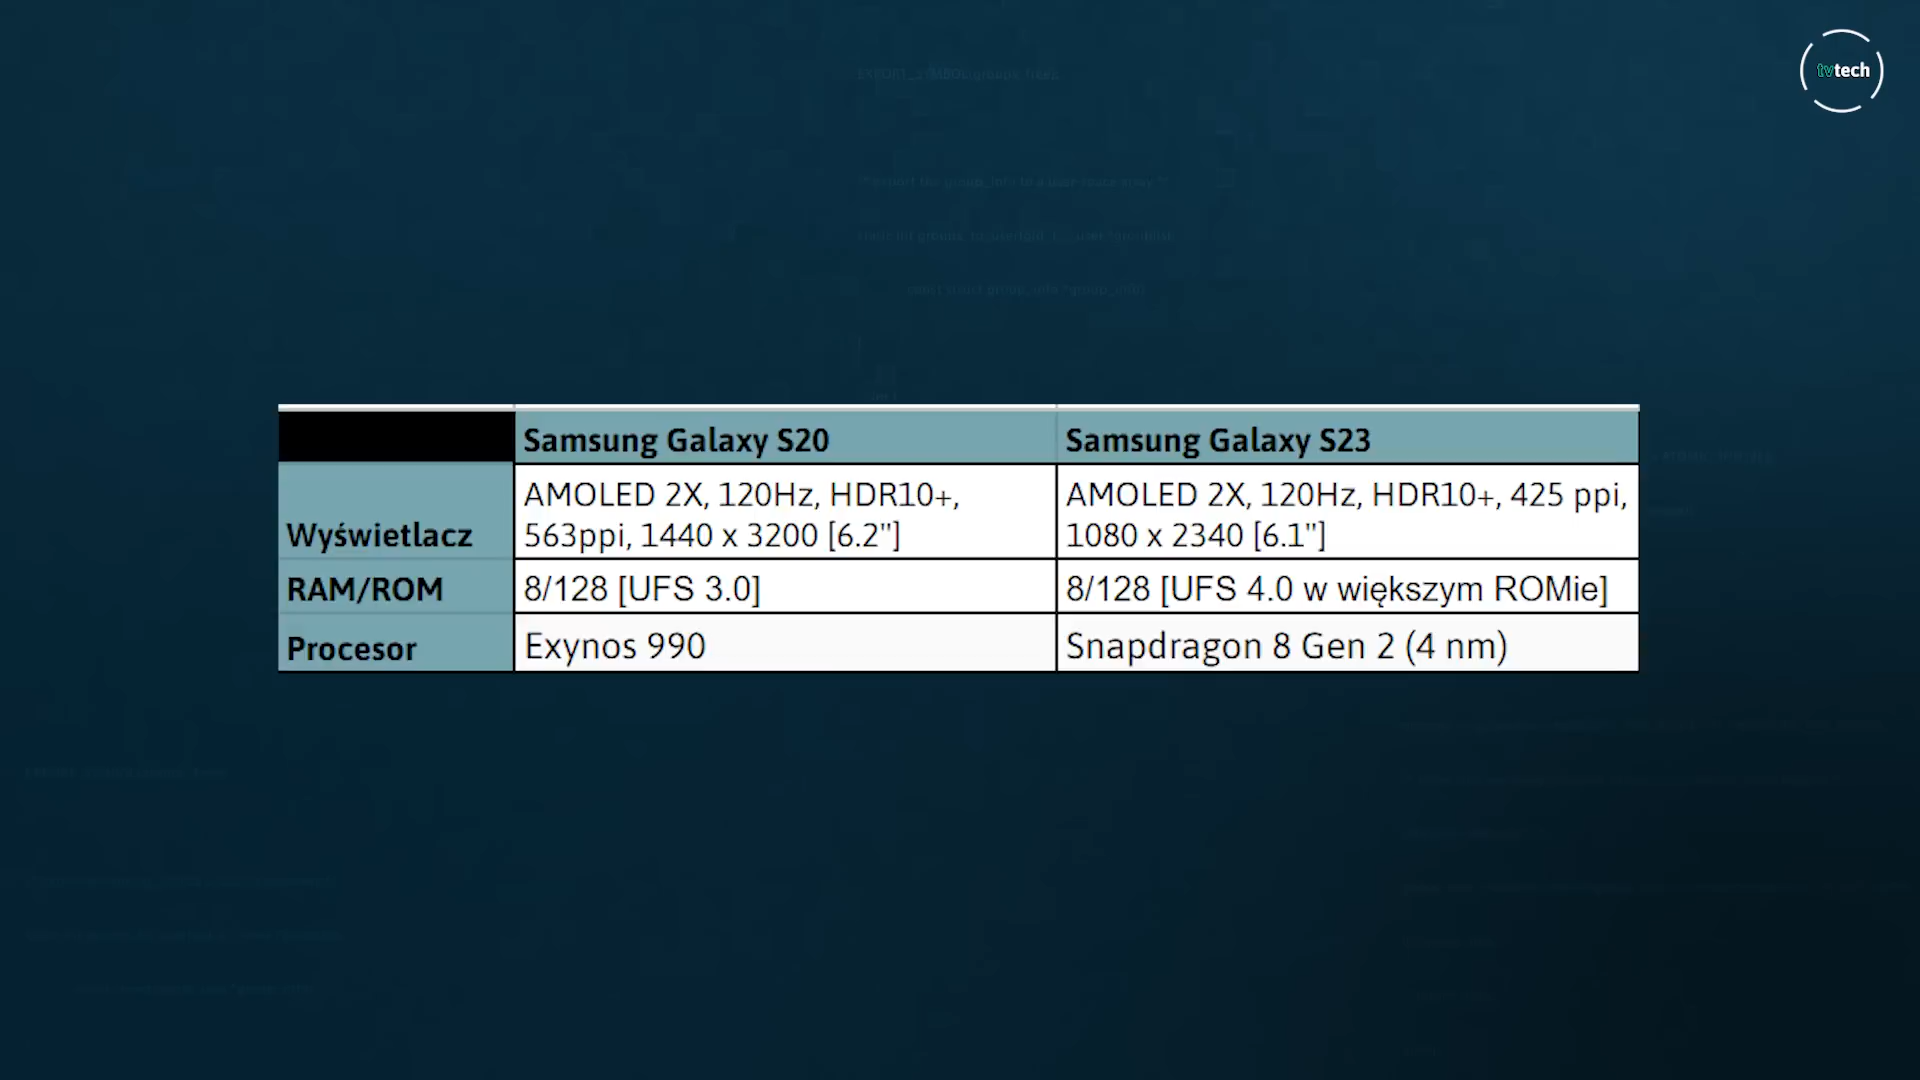 tvtech
Samsung Galaxy S20 Samsung Galaxy S23
Wyświetlacz
AMOLED 2X, 120Hz, HDR10+,
563ppi, 1440 x 3200 [6.2"]
AMOLED 2X, 120Hz, HDR10+, 425 ppi,
1080 x 2340 [6.1"]
RAM/ROM 8/128 [UFS 3.0] 8/128 [UFS 4.0 w większym ROMie]
Procesor Exynos 990 Snapdragon 8 Gen 2 (4 nm)